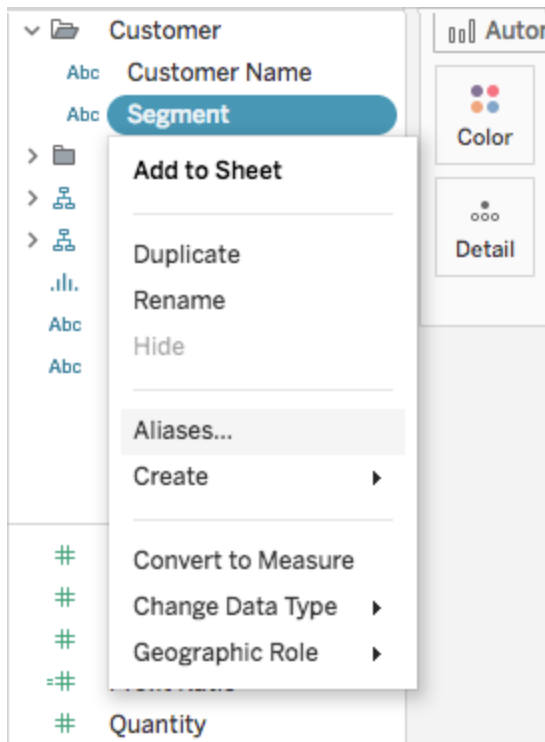 Customer
Autor
Abc Customer Name
Abc Segment
Color
Add to Sheet
Detail
Duplicate
Rename
Hide
Abc
Abc
Aliases...
Create
Convert to Measure
Change Data Type
Geographic Role
Quantity